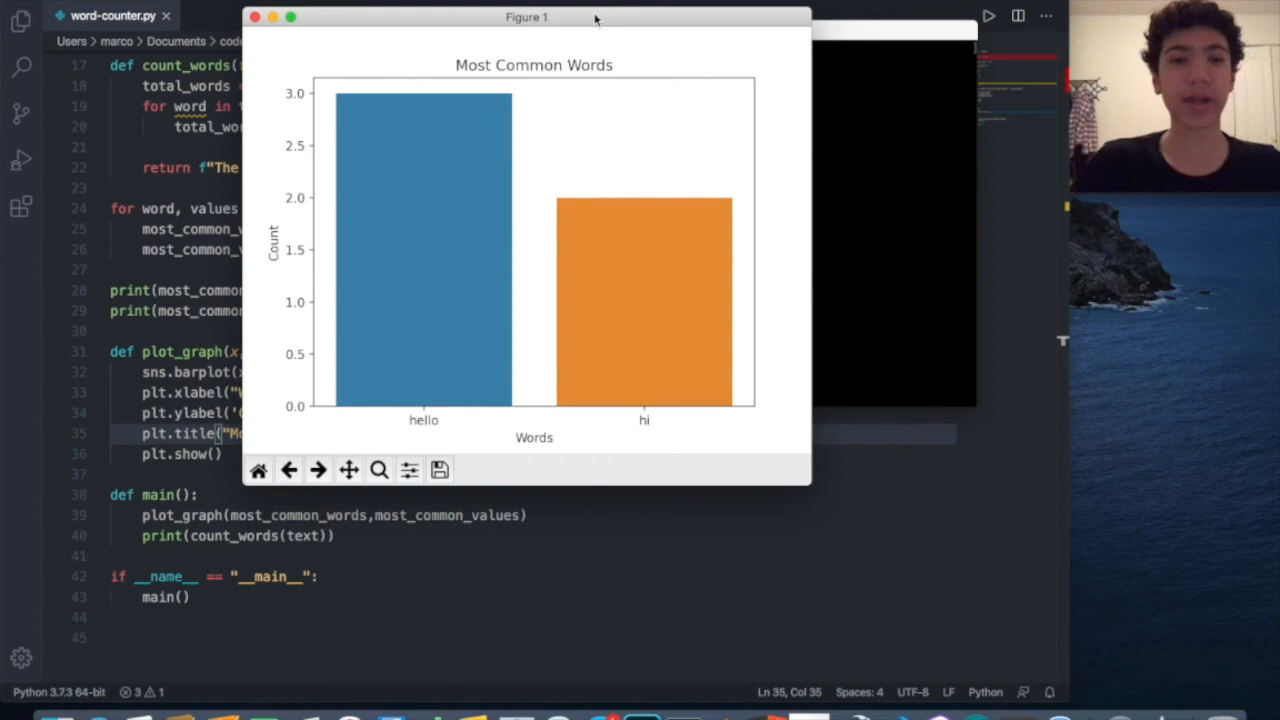 word-counter.py
Figure 1
Users › marco › Documents › cod
17 def count_words(
18 total_words =
19 for word in
20 total_wo
21
22 return f"The
23
24 for word, values
25 most_common_
26 most_common_
27
28 print(most_common
29 print(most_common
30
31 def plot_graph(x,
32 sns.barplot(x
33 plt.xlabel("W
34 plt.ylabel('C
35 plt.title("Mo
36 plt.show()
37
38 def main():
39 plot_graph(most_common_words,most_common_values)
40 print(count_words(text))
41
42 if __name__ == "__main__":
43 main()
44
45
Most Common Words
3.0
2.5
2.0
1.5
1.0
0.5
0.0
Count
hello hi
Words
Python 3.7.3 64-bit 3 1 Ln 35, Col 35 Spaces: 4 UTF-8 LF Python